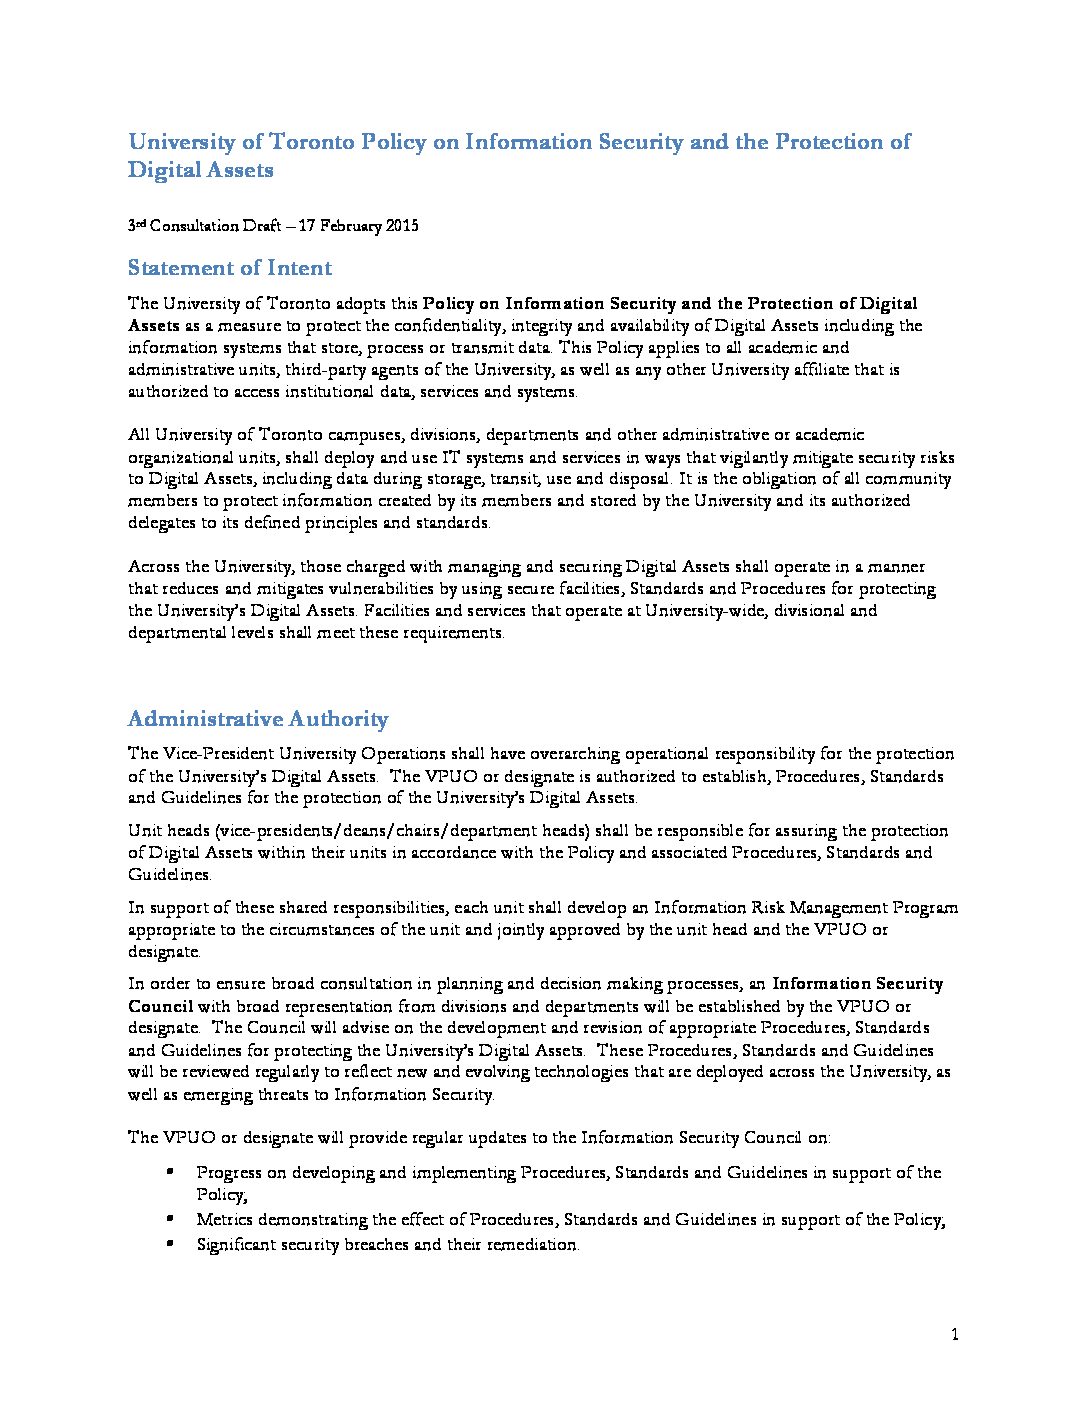 University of Toronto Policy on Information Security and the Protection of
Digital Assets
3rd Consultation Draft – 17 February 2015
Statement of Intent
The University of Toronto adopts this Policy on Information Security and the Protection of Digital
Assets as a measure to protect the confidentiality, integrity and availability of Digital Assets including the
information systems that store, process or transmit data. This Policy applies to all academic and
administrative units, third-party agents of the University, as well as any other University affiliate that is
authorized to access institutional data, services and systems.
All University of Toronto campuses, divisions, departments and other administrative or academic
organizational units, shall deploy and use IT systems and services in ways that vigilantly mitigate security risks
to Digital Assets, including data during storage, transit, use and disposal. It is the obligation of all community
members to protect information created by its members and stored by the University and its authorized
delegates to its defined principles and standards.
Across the University, those charged with managing and securing Digital Assets shall operate in a manner
that reduces and mitigates vulnerabilities by using secure facilities, Standards and Procedures for protecting
the University's Digital Assets. Facilities and services that operate at University-wide, divisional and
departmental levels shall meet these requirements.
Administrative Authority
The Vice-President University Operations shall have overarching operational responsibility for the protection
of the University's Digital Assets. The VPUO or designate is authorized to establish, Procedures, Standards
and Guidelines for the protection of the University's Digital Assets.
Unit heads (vice-presidents/deans/chairs/department heads) shall be responsible for assuring the protection
of Digital Assets within their units in accordance with the Policy and associated Procedures, Standards and
Guidelines.
In support of these shared responsibilities, each unit shall develop an Information Risk Management Program
appropriate to the circumstances of the unit and jointly approved by the unit head and the VPUO or
designate.
In order to ensure broad consultation in planning and decision making processes, an Information Security
Council with broad representation from divisions and departments will be established by the VPUO or
designate. The Council will advise on the development and revision of appropriate Procedures, Standards
and Guidelines for protecting the University's Digital Assets. These Procedures, Standards and Guidelines
will be reviewed regularly to reflect new and evolving technologies that are deployed across the University, as
well as emerging threats to Information Security.
The VPUO or designate will provide regular updates to the Information Security Council on:
▪ Progress on developing and implementing Procedures, Standards and Guidelines in support of the
Policy;
▪ Metrics demonstrating the effect of Procedures, Standards and Guidelines in support of the Policy;
▪ Significant security breaches and their remediation.
1